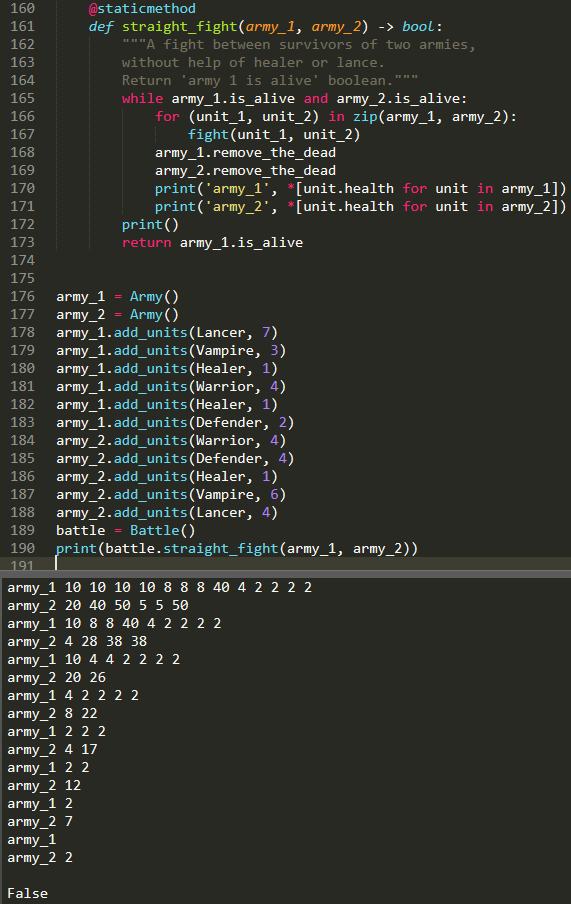 160 @staticmethod
161 def straight_fight(army_1, army_2) -> bool:
162 """A fight between survivors of two armies,
163 without help of healer or lance.
164 Return 'army 1 is alive' boolean."""
165 while army_1.is_alive and army_2.is_alive:
166 for (unit_1, unit_2) in zip(army_1, army_2):
167 fight(unit_1, unit_2)
168 army_1.remove_the_dead
169 army_2.remove_the_dead
170 print('army_1', *[unit.health for unit in army_1])
171 print('army_2', *[unit.health for unit in army_2])
172 print()
173 return army_1.is_alive
174
175
176 army_1 = Army()
177 army_2 = Army()
178 army_1.add_units(Lancer, 7)
179 army_1.add_units(Vampire, 3)
180 army_1.add_units(Healer, 1)
181 army_1.add_units(Warrior, 4)
182 army_1.add_units(Healer, 1)
183 army_1.add_units(Defender, 2)
184 army_2.add_units(Warrior, 4)
185 army_2.add_units(Defender, 4)
186 army_2.add_units(Healer, 1)
187 army_2.add_units(Vampire, 6)
188 army_2.add_units(Lancer, 4)
189 battle = Battle()
190 print(battle.straight_fight(army_1, army_2))
191
army_1 10 10 10 10 8 8 8 40 4 2 2 2 2
army_2 20 40 50 5 5 50
army_1 10 8 8 40 4 2 2 2 2
army_2 4 28 38 38
army_1 10 4 4 2 2 2 2
army_2 20 26
army_1 4 2 2 2 2
army_2 8 22
army_1 2 2 2
army_2 4 17
army_1 2 2
army_2 12
army_1 2
army_2 7
army_1
army_2 2
False